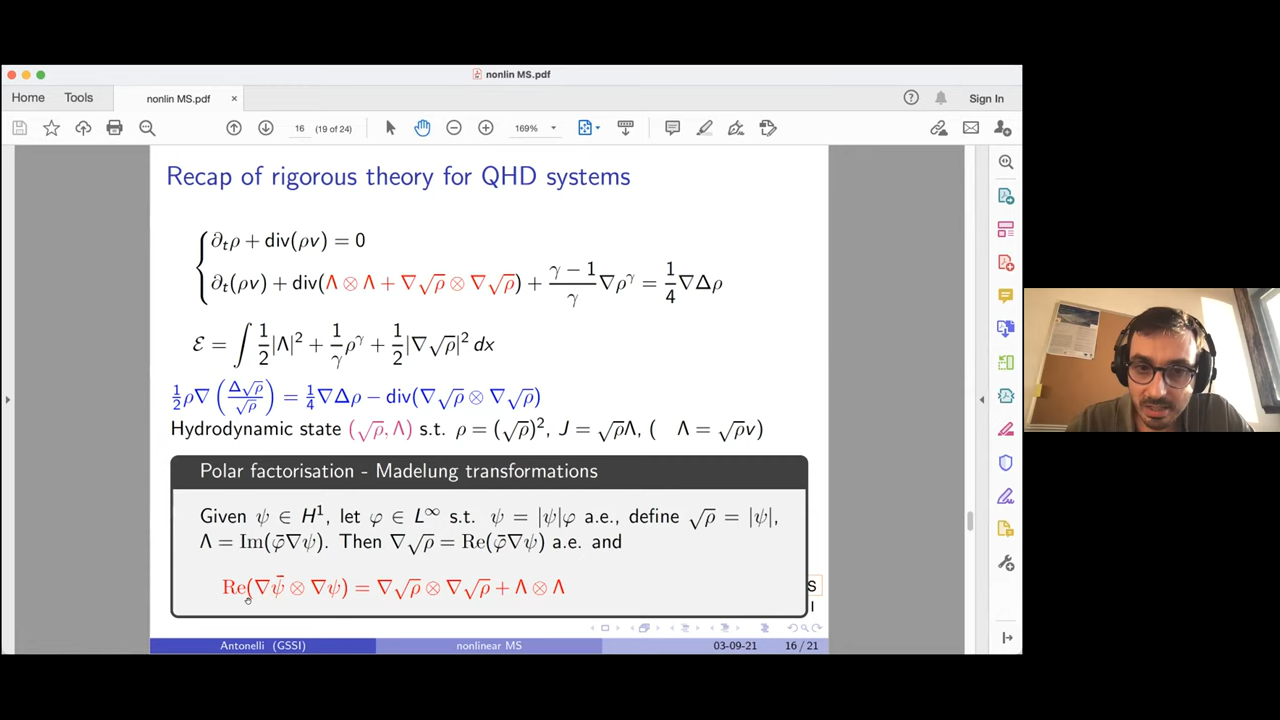 nonlin MS.pdf
Home Tools nonlin MS.pdf × Sign In
16 (19 of 24) 169%
Recap of rigorous theory for QHD systems
∂ₜρ + div(ρv) = 0
∂ₜ(ρv) + div(Λ ⊗ Λ + ∇√ρ ⊗ ∇√ρ) + (γ − 1)/γ ∇ρ^γ = 1/4 ∇Δρ
ℰ = ∫ 1/2 |Λ|² + 1/γ ρ^γ + 1/2 |∇√ρ|² dx
1/2 ρ∇(Δ√ρ/√ρ) = 1/4 ∇Δρ − div(∇√ρ ⊗ ∇√ρ)
Hydrodynamic state (√ρ, Λ) s.t. ρ = (√ρ)², J = √ρΛ, ( Λ = √ρv)
Polar factorisation - Madelung transformations
Given ψ ∈ H¹, let φ ∈ L^∞ s.t. ψ = |ψ|φ a.e., define √ρ = |ψ|,
Λ = Im(φ̄∇ψ). Then ∇√ρ = Re(φ̄∇ψ) a.e. and
Re(∇ψ̄ ⊗ ∇ψ) = ∇√ρ ⊗ ∇√ρ + Λ ⊗ Λ
S
I
Antonelli (GSSI) nonlinear MS 03-09-21 16 / 21